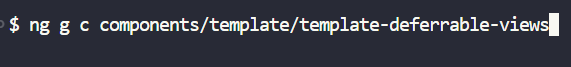 $ ng g c components/template/template-deferrable-views